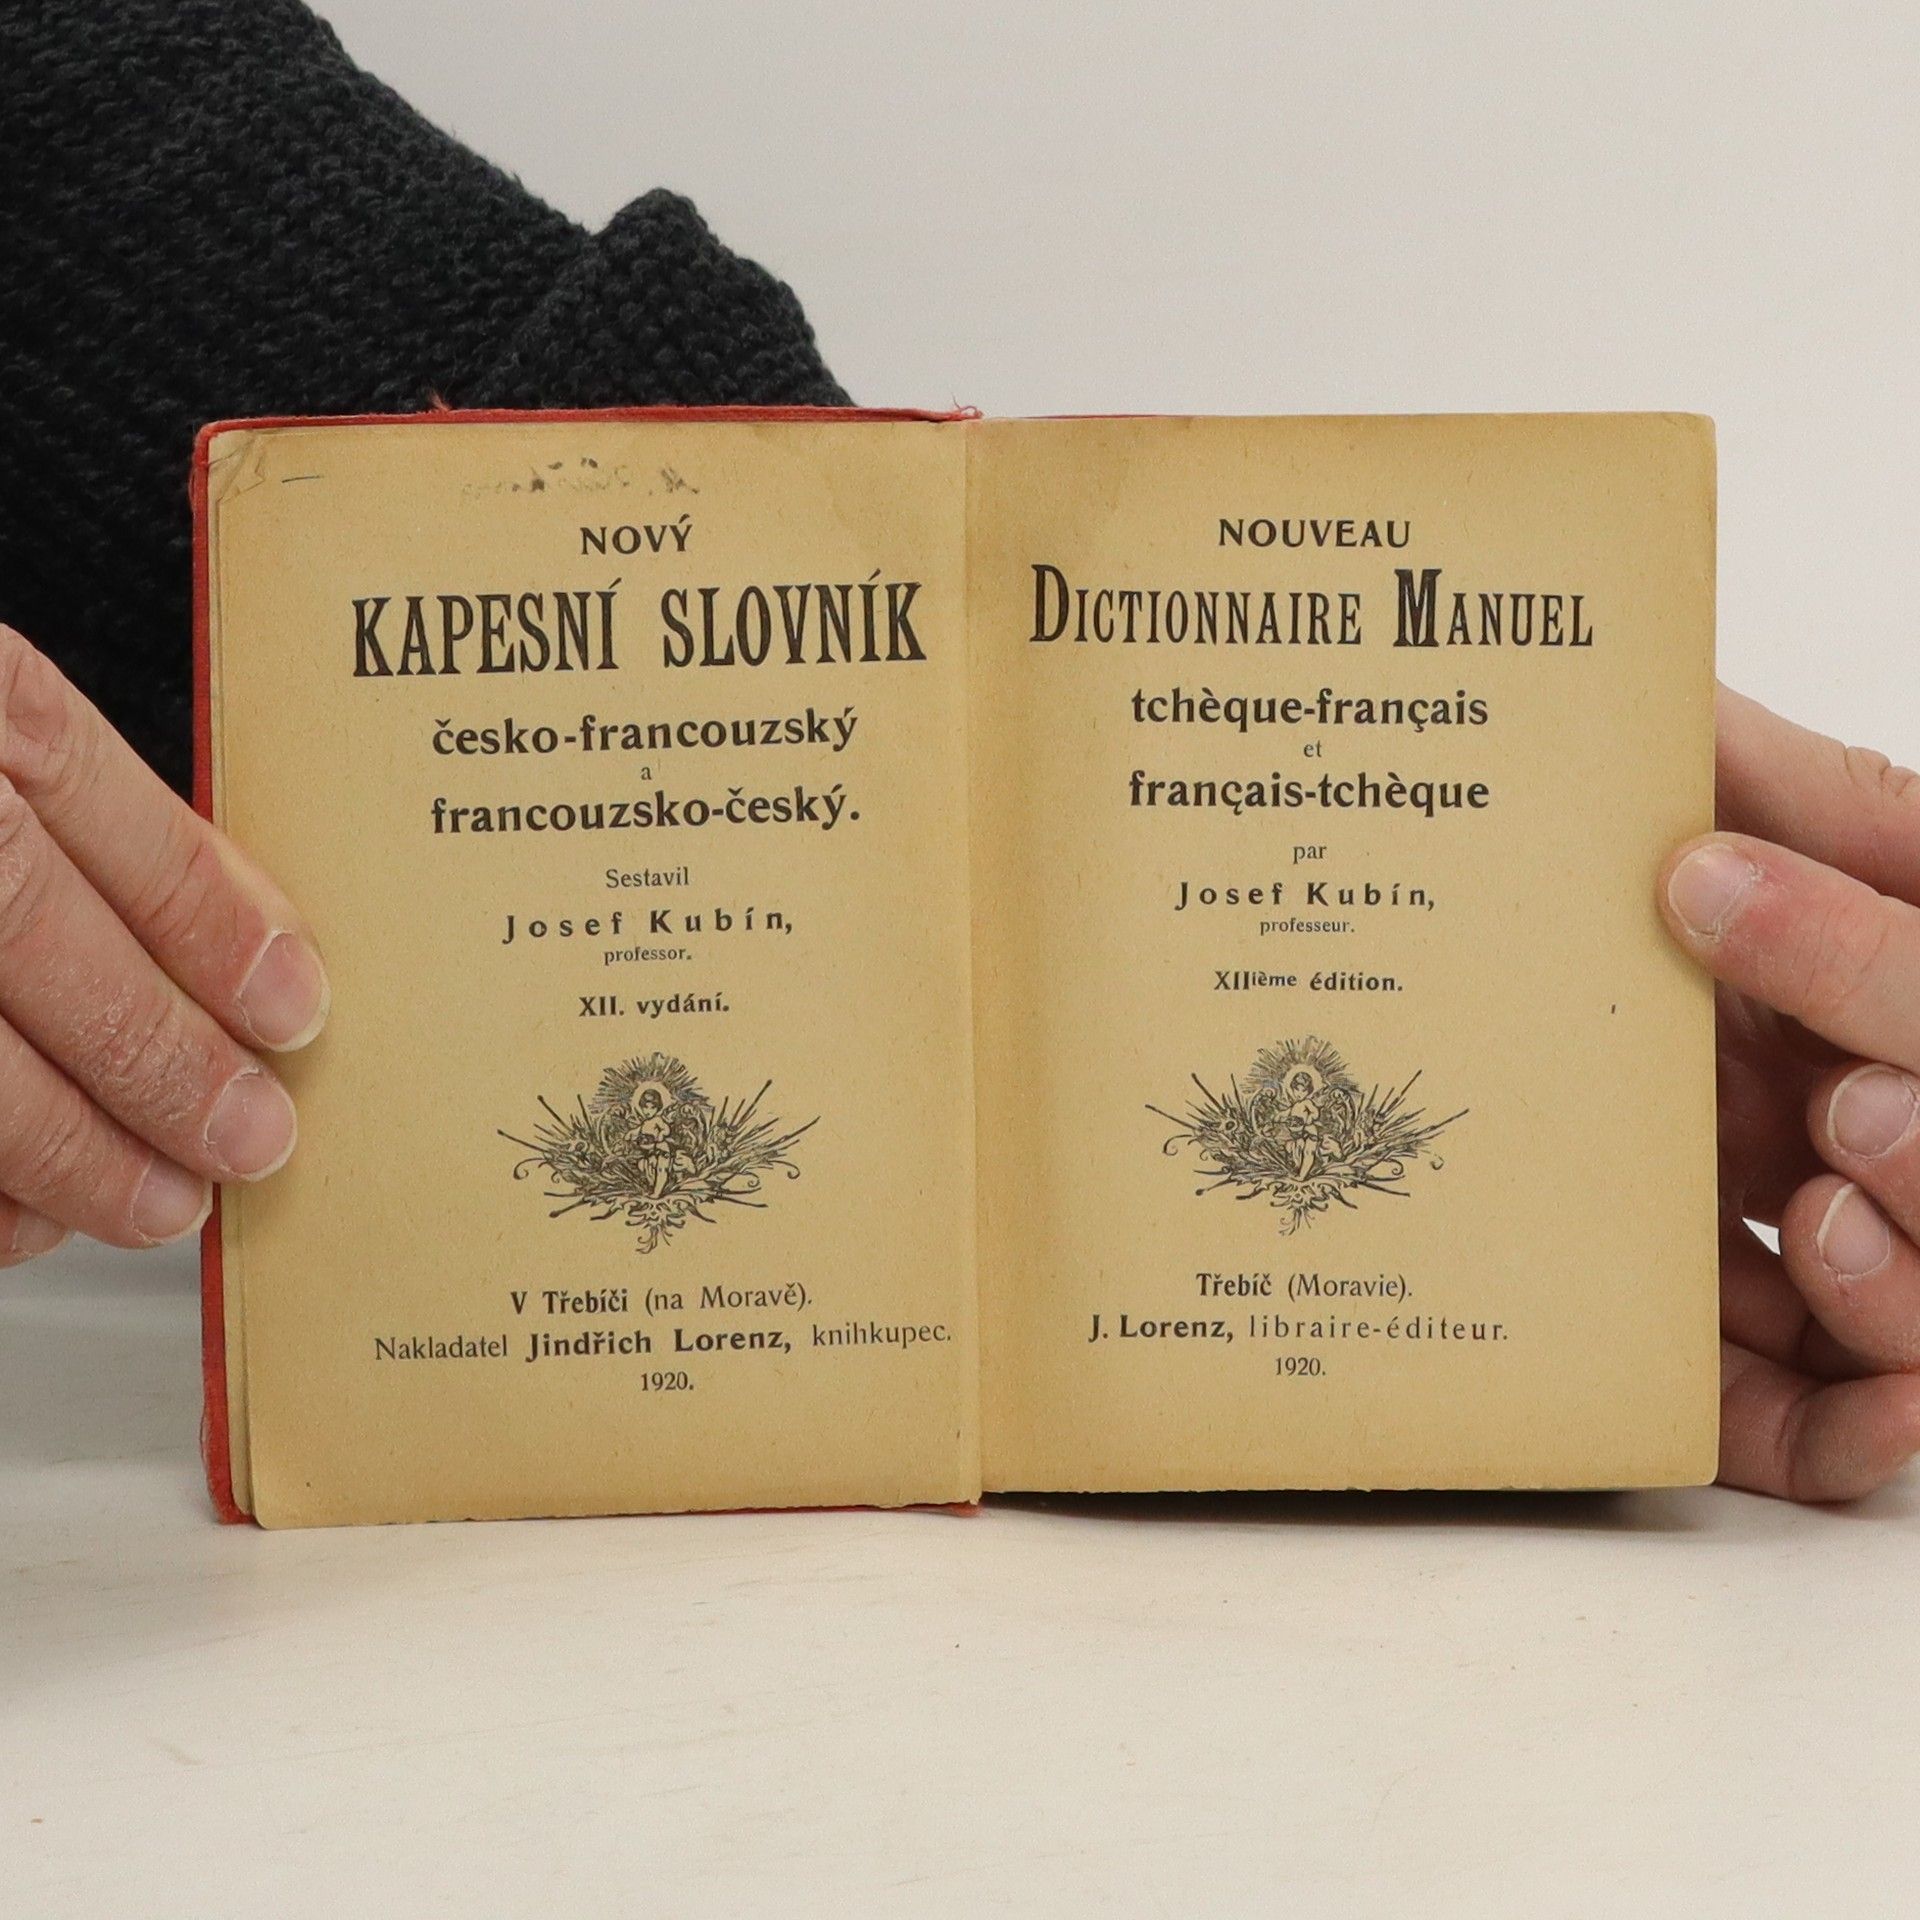 NOVÝ
KAPESNÍ SLOVNÍK
česko-francouzský
a
francouzsko-český.
Sestavil
Josef Kubín,
professor.
XII. vydání.
V Třebíči (na Moravě).
Nakladatel Jindřich Lorenz, knihkupec.
1920.
NOUVEAU
DICTIONNAIRE MANUEL
tchèque-français
et
français-tchèque
par
Josef Kubín,
professeur.
XIIième édition.
Třebíč (Moravie).
J. Lorenz, libraire-éditeur.
1920.